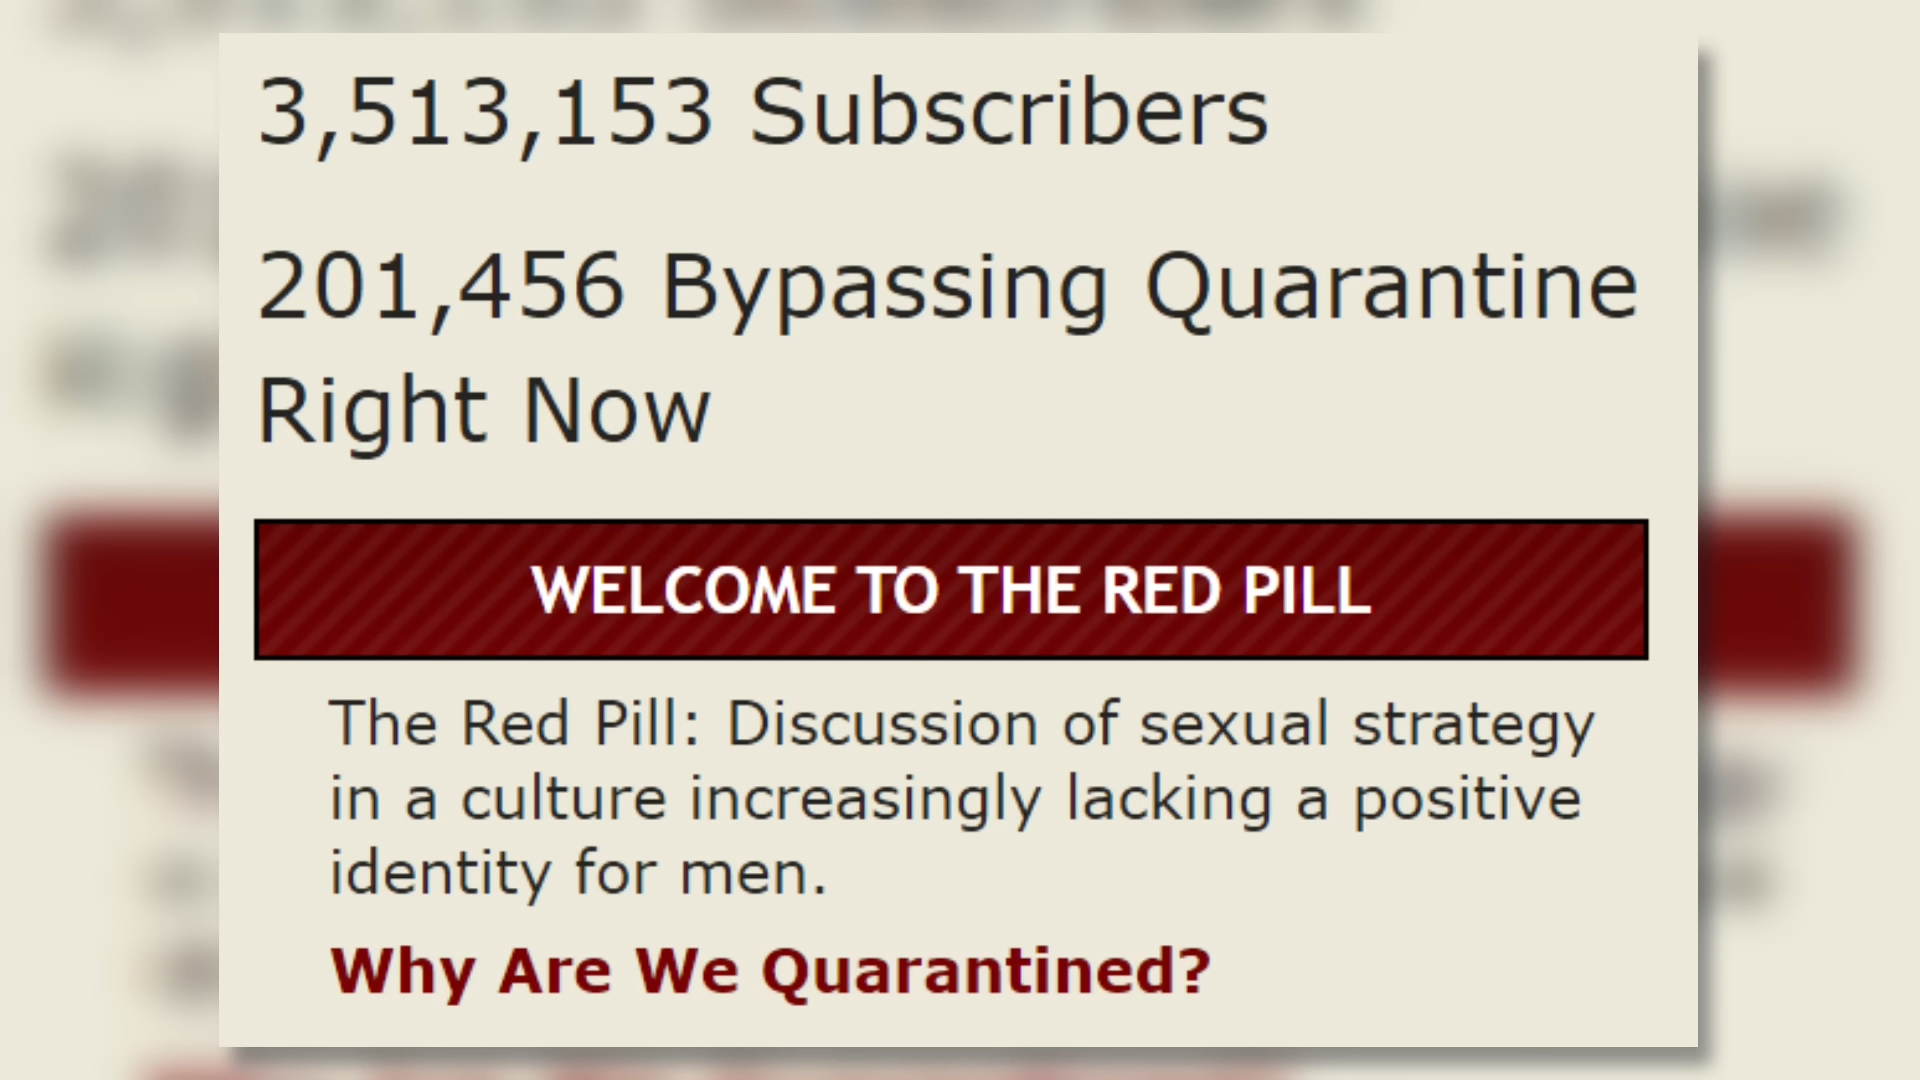 3,513,153 Subscribers
201,456 Bypassing Quarantine
Right Now
WELCOME TO THE RED PILL
The Red Pill: Discussion of sexual strategy
in a culture increasingly lacking a positive
identity for men.
Why Are We Quarantined?